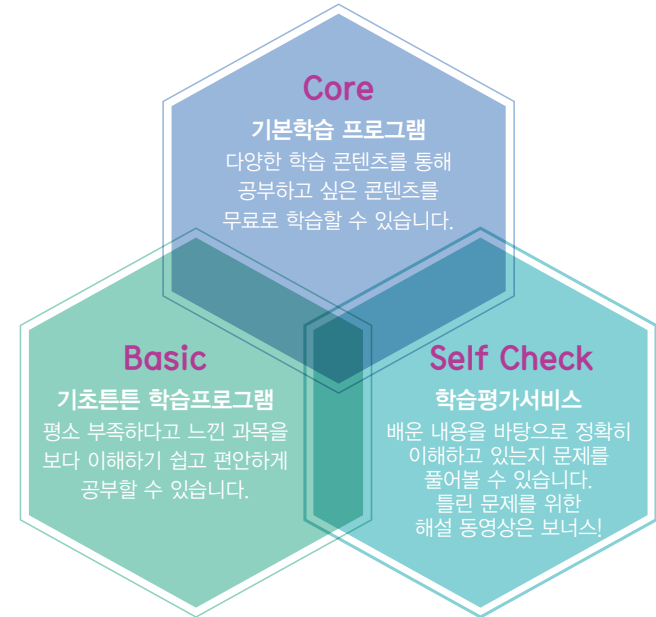 Core
기본학습 프로그램
다양한 학습 콘텐츠를 통해
공부하고 싶은 콘텐츠를
무료로 학습할 수 있습니다.
Basic
기초튼튼 학습프로그램
평소 부족하다고 느낀 과목을
보다 이해하기 쉽고 편안하게
공부할 수 있습니다.
Self Check
학습평가서비스
배운 내용을 바탕으로 정확히
이해하고 있는지 문제를
풀어볼 수 있습니다.
틀린 문제를 위한
해설 동영상은 보너스!